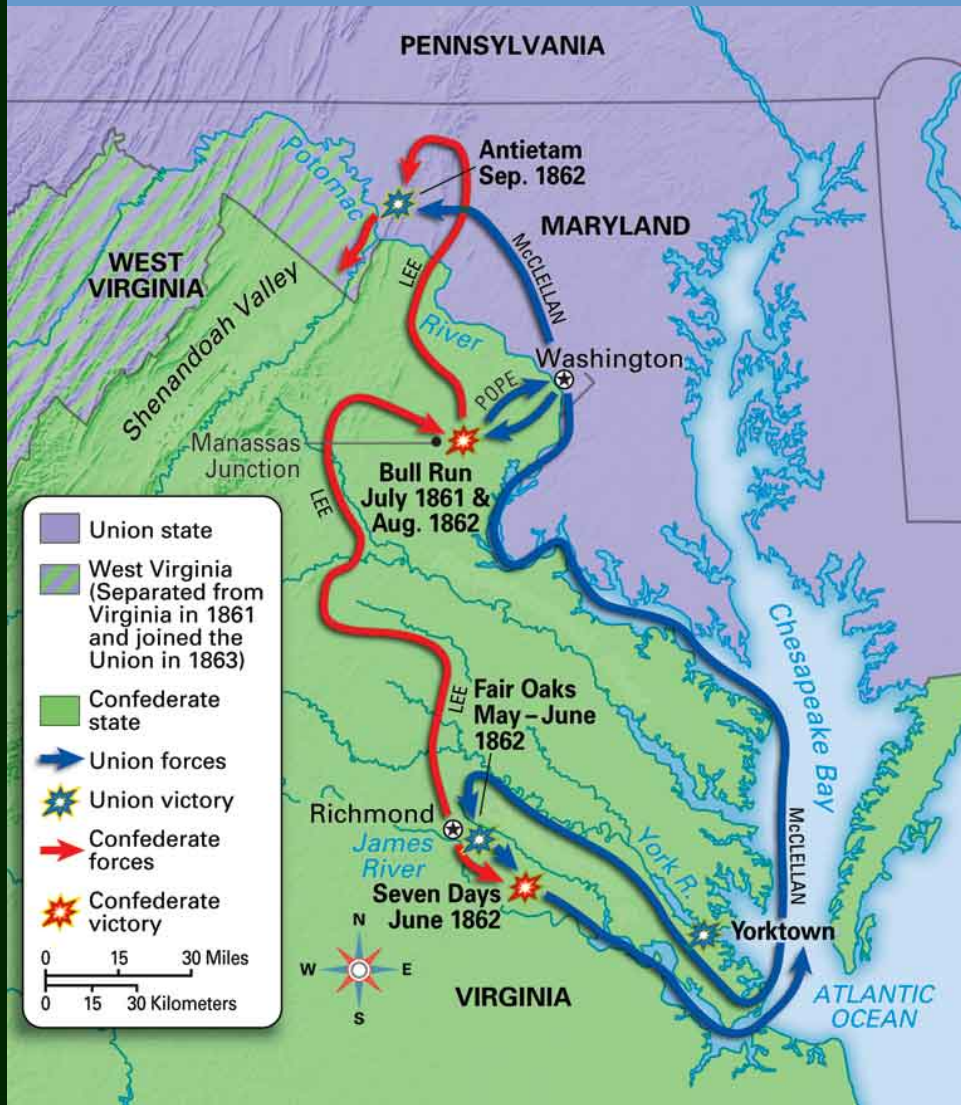 PENNSYLVANIA
Potomac
Antietam
Sep. 1862
MARYLAND
WEST
VIRGINIA
McCLELLAN
LEE
Shenandoah Valley
River
Washington
POPE
Manassas
Junction
Bull Run
July 1861 &
Aug. 1862
LEE
Chesapeake Bay
LEE
Fair Oaks
May – June
1862
Richmond
James
River
York R.
McCLELLAN
Seven Days
June 1862
Yorktown
VIRGINIA
ATLANTIC
OCEAN
N
W
E
S
Union state
West Virginia
(Separated from
Virginia in 1861
and joined the
Union in 1863)
Confederate
state
Union forces
Union victory
Confederate
forces
Confederate
victory
0 15 30 Miles
0 15 30 Kilometers